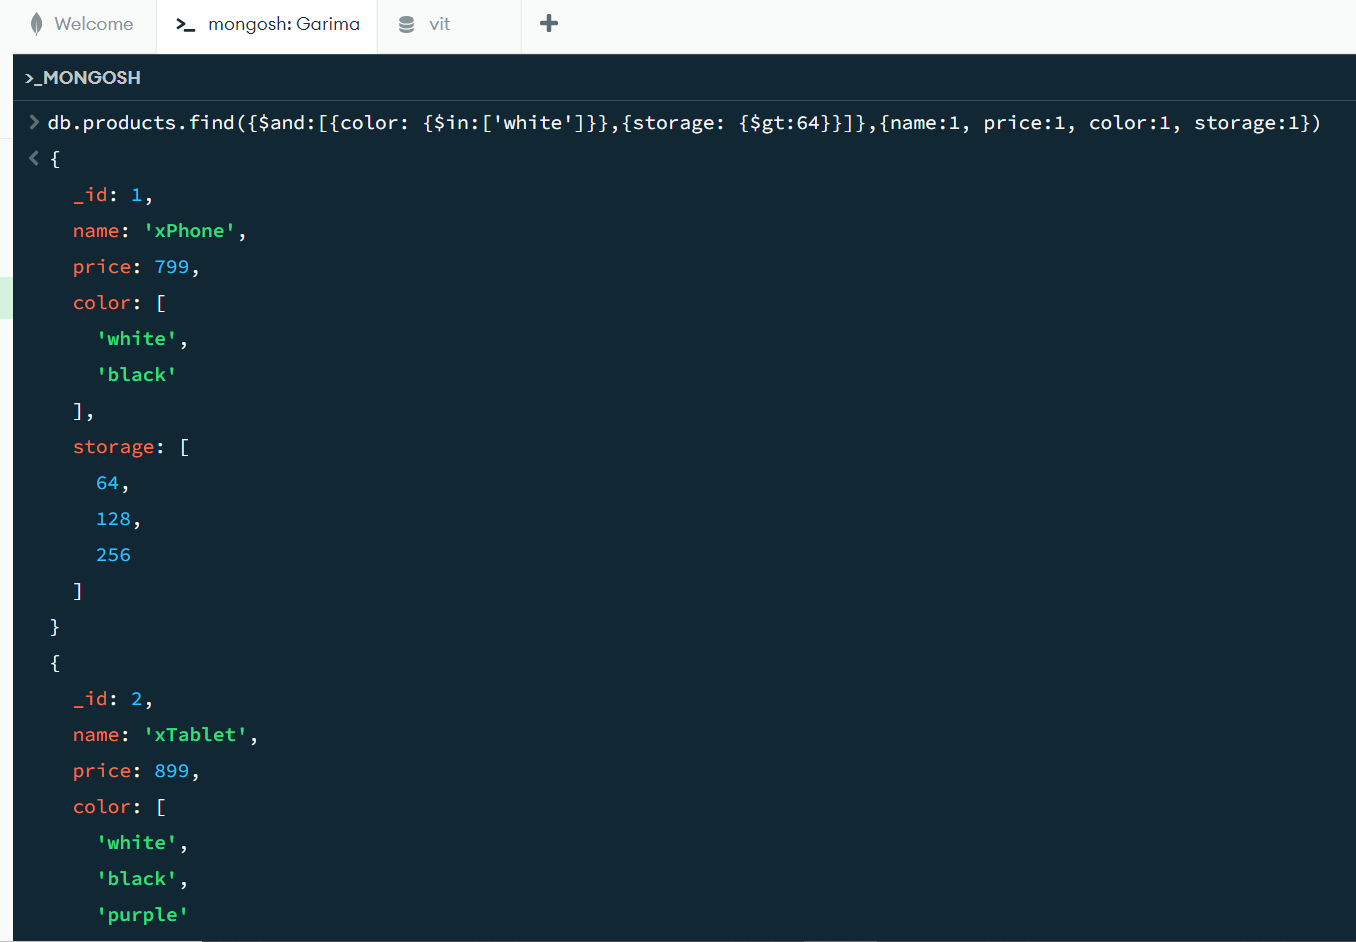 Welcome
>_ mongosh: Garima
vit
+
>_MONGOSH
> db.products.find({$and:[{color: {$in:['white']}},{storage: {$gt:64}}]},{name:1, price:1, color:1, storage:1})
< {
_id: 1,
name: 'xPhone',
price: 799,
color: [
'white',
'black'
],
storage: [
64,
128,
256
]
}
{
_id: 2,
name: 'xTablet',
price: 899,
color: [
'white',
'black',
'purple'